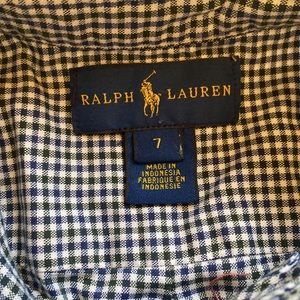 RALPH LAUREN
7
MADE IN
INDONESIA
FABRIQUÉ EN
INDONÉSIE